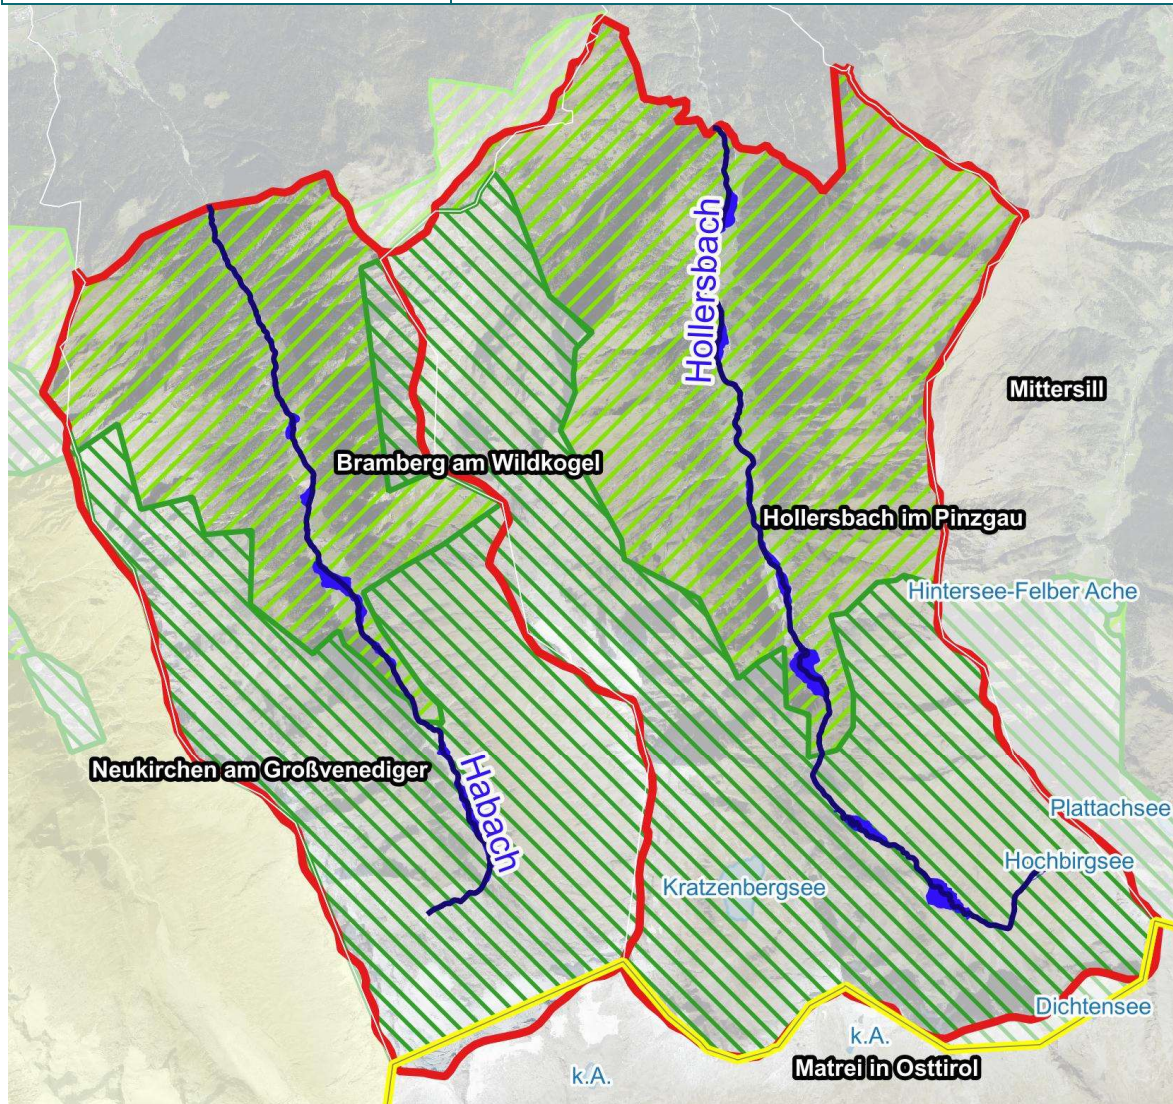 Hollersbach
Mittersill
Bramberg am Wildkogel
Hollersbach im Pinzgau
Hintersee-Felber Ache
Neukirchen am Großvenediger
Habach
Plattachsee
Hochbirgsee
Kratzenbergsee
Dichtensee
k.A.
Matrei in Osttirol
k.A.